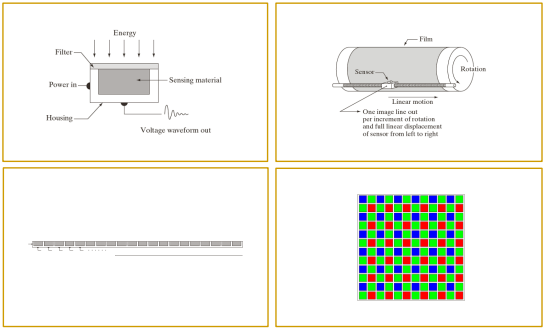 Energy
Filter
Power in
Sensing material
Housing
Voltage waveform out
Film
Sensor
Rotation
Linear motion
One image line out
per increment of rotation
and full linear displacement
of sensor from left to right